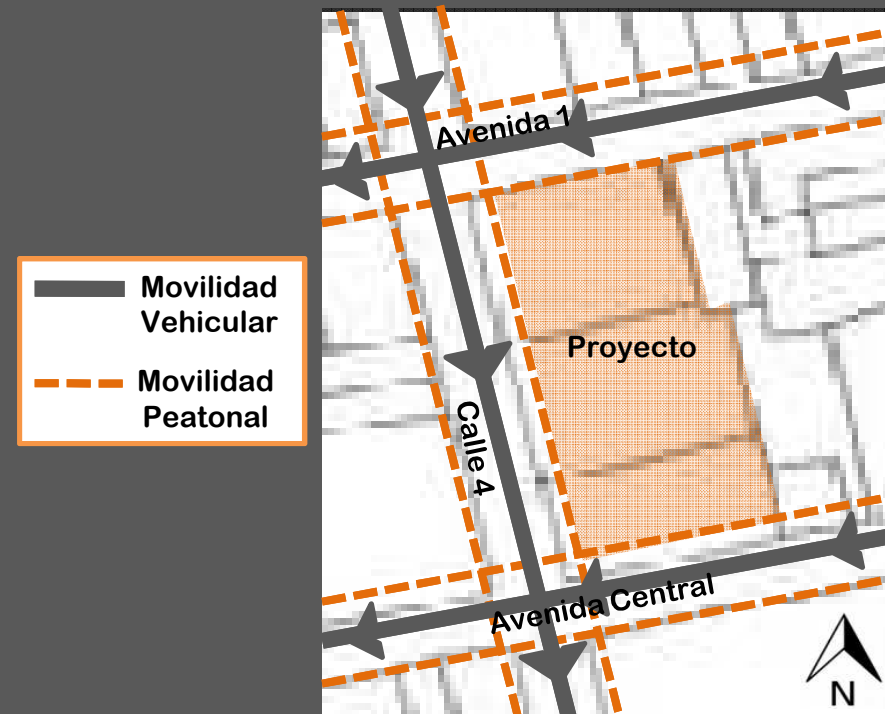 Avenida 1
Movilidad
Vehicular
Movilidad
Peatonal
Proyecto
Calle 4
Avenida Central
N